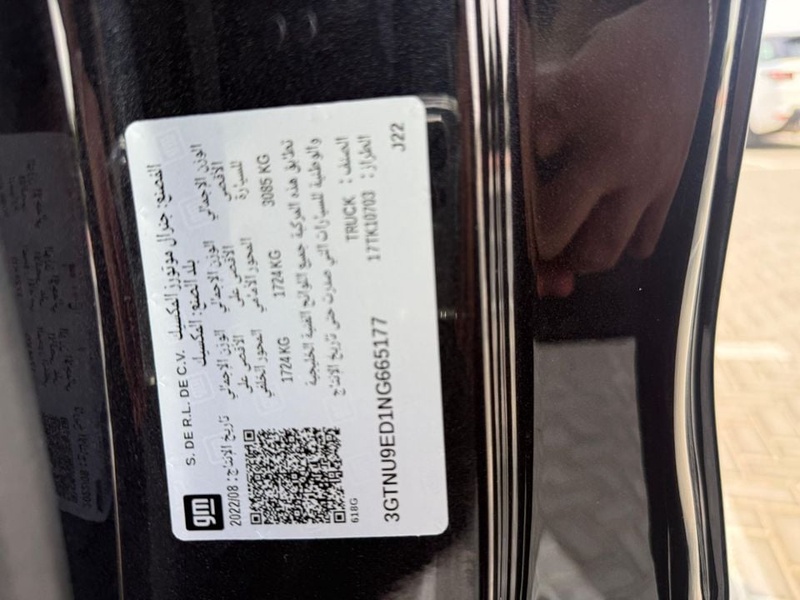 gm
المصنع: جنرال موتورز المكسيك S. DE R.L. DE C.V.
بلد الصنع: المكسيك
تاريخ الإنتاج: 2022/08
الوزن الإجمالي الأقصى للسيارة
3085 KG
الوزن الإجمالي الأقصى على المحور الأمامي
1724 KG
الوزن الإجمالي الأقصى على المحور الخلفي
1724 KG
تطابق هذه المركبة جميع اللوائح الفنية الخليجية
والوطنية للسيارات التي صدرت حتى تاريخ الإنتاج
الصنف: TRUCK
الطراز: 17TK10703
618G
3GTNU9ED1NG665177
J22